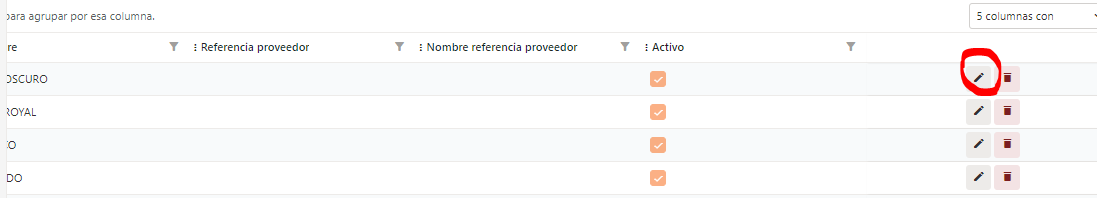 para agrupar por esa columna.
5 columnas con
re
Referencia proveedor
Nombre referencia proveedor
Activo
OSCURO
ROYAL
DO